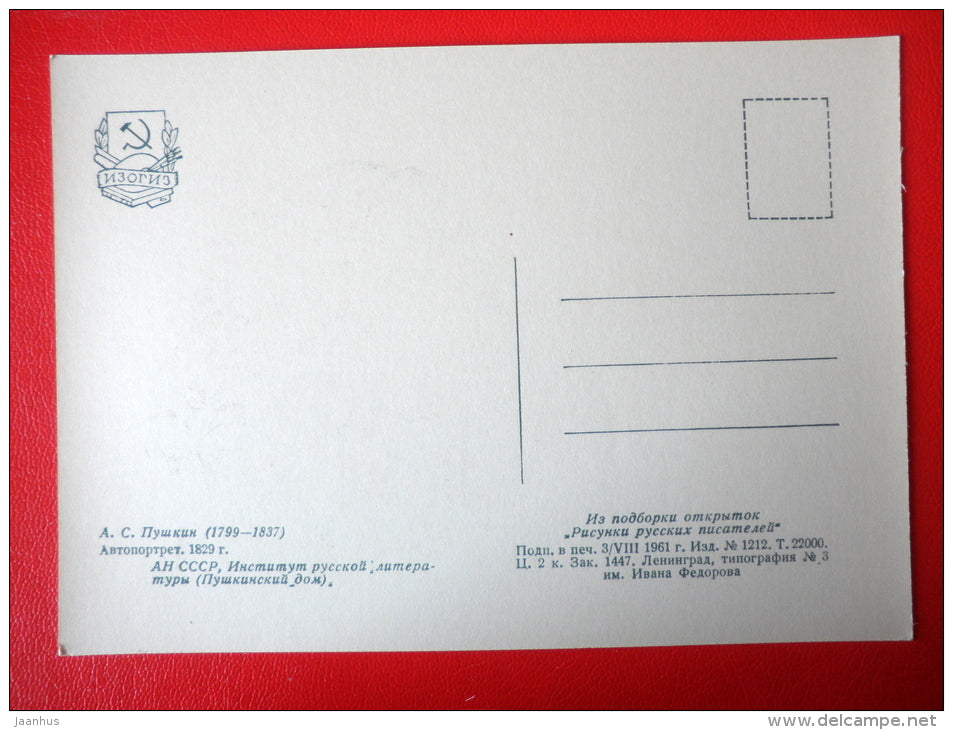 ИЗОГИЗ
А. С. Пушкин (1799—1837)
Автопортрет. 1829 г.
АН СССР, Институт русской литера-
туры (Пушкинский дом).
Из подборки открыток
„Рисунки русских писателей“
Подп. в печ. 3/VIII 1961 г. Изд. № 1212. Т. 22000.
Ц. 2 к. Зак. 1447. Ленинград, типография № 3
им. Ивана Федорова
jaanhus
www.delcampe.net